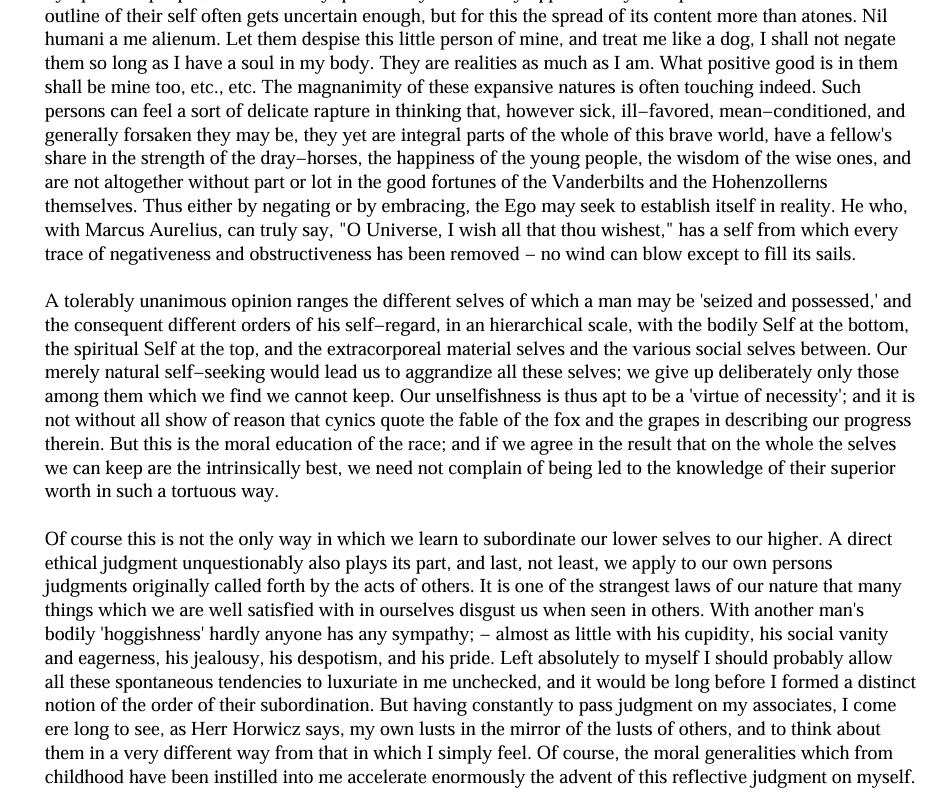 outline of their self often gets uncertain enough, but for this the spread of its content more than atones. Nil
humani a me alienum. Let them despise this little person of mine, and treat me like a dog, I shall not negate
them so long as I have a soul in my body. They are realities as much as I am. What positive good is in them
shall be mine too, etc., etc. The magnanimity of these expansive natures is often touching indeed. Such
persons can feel a sort of delicate rapture in thinking that, however sick, ill−favored, mean−conditioned, and
generally forsaken they may be, they yet are integral parts of the whole of this brave world, have a fellow's
share in the strength of the dray−horses, the happiness of the young people, the wisdom of the wise ones, and
are not altogether without part or lot in the good fortunes of the Vanderbilts and the Hohenzollerns
themselves. Thus either by negating or by embracing, the Ego may seek to establish itself in reality. He who,
with Marcus Aurelius, can truly say, "O Universe, I wish all that thou wishest," has a self from which every
trace of negativeness and obstructiveness has been removed − no wind can blow except to fill its sails.
A tolerably unanimous opinion ranges the different selves of which a man may be 'seized and possessed,' and
the consequent different orders of his self−regard, in an hierarchical scale, with the bodily Self at the bottom,
the spiritual Self at the top, and the extracorporeal material selves and the various social selves between. Our
merely natural self−seeking would lead us to aggrandize all these selves; we give up deliberately only those
among them which we find we cannot keep. Our unselfishness is thus apt to be a 'virtue of necessity'; and it is
not without all show of reason that cynics quote the fable of the fox and the grapes in describing our progress
therein. But this is the moral education of the race; and if we agree in the result that on the whole the selves
we can keep are the intrinsically best, we need not complain of being led to the knowledge of their superior
worth in such a tortuous way.
Of course this is not the only way in which we learn to subordinate our lower selves to our higher. A direct
ethical judgment unquestionably also plays its part, and last, not least, we apply to our own persons
judgments originally called forth by the acts of others. It is one of the strangest laws of our nature that many
things which we are well satisfied with in ourselves disgust us when seen in others. With another man's
bodily 'hoggishness' hardly anyone has any sympathy; − almost as little with his cupidity, his social vanity
and eagerness, his jealousy, his despotism, and his pride. Left absolutely to myself I should probably allow
all these spontaneous tendencies to luxuriate in me unchecked, and it would be long before I formed a distinct
notion of the order of their subordination. But having constantly to pass judgment on my associates, I come
ere long to see, as Herr Horwicz says, my own lusts in the mirror of the lusts of others, and to think about
them in a very different way from that in which I simply feel. Of course, the moral generalities which from
childhood have been instilled into me accelerate enormously the advent of this reflective judgment on myself.